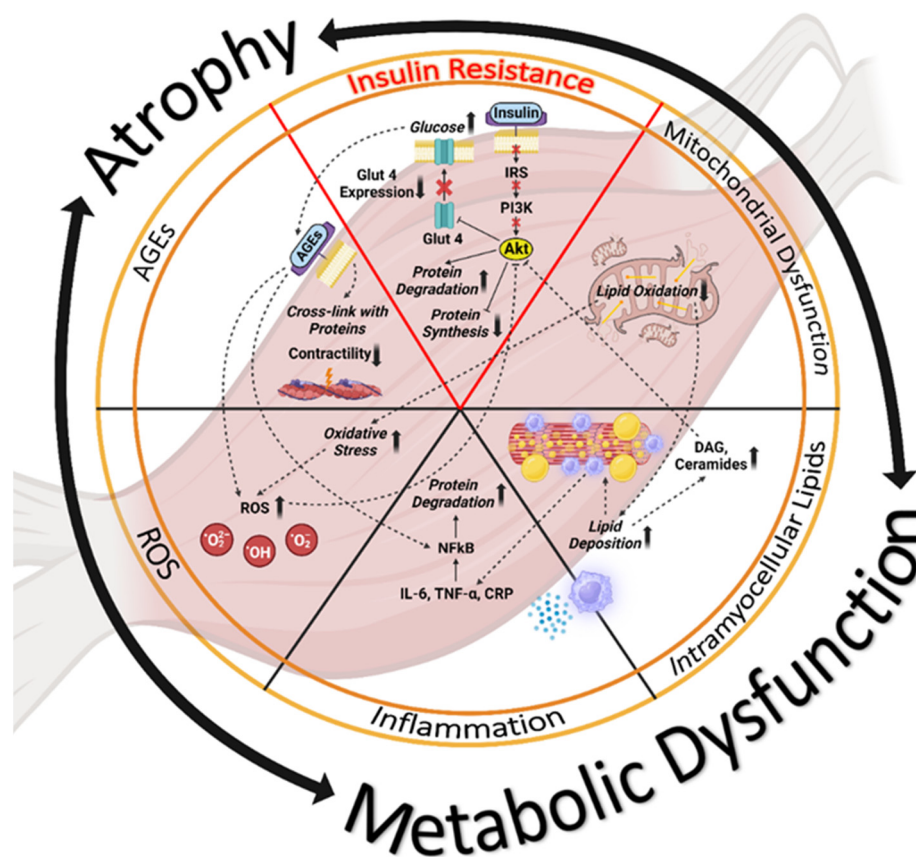 Atrophy
Insulin Resistance
Mitochondrial Dysfunction
Intramyocellular Lipids
Metabolic Dysfunction
Inflammation
ROS
AGEs
Glucose
Insulin
Glut 4
Expression
IRS
PI3K
Glut 4
Akt
Protein
Degradation
Protein
Synthesis
AGEs
Cross-link with
Proteins
Contractility
Lipid Oxidation
Oxidative
Stress
ROS
•O₂²⁻
•OH
•O₂⁻
Protein
Degradation
NFkB
IL-6, TNF-α, CRP
DAG,
Ceramides
Lipid
Deposition